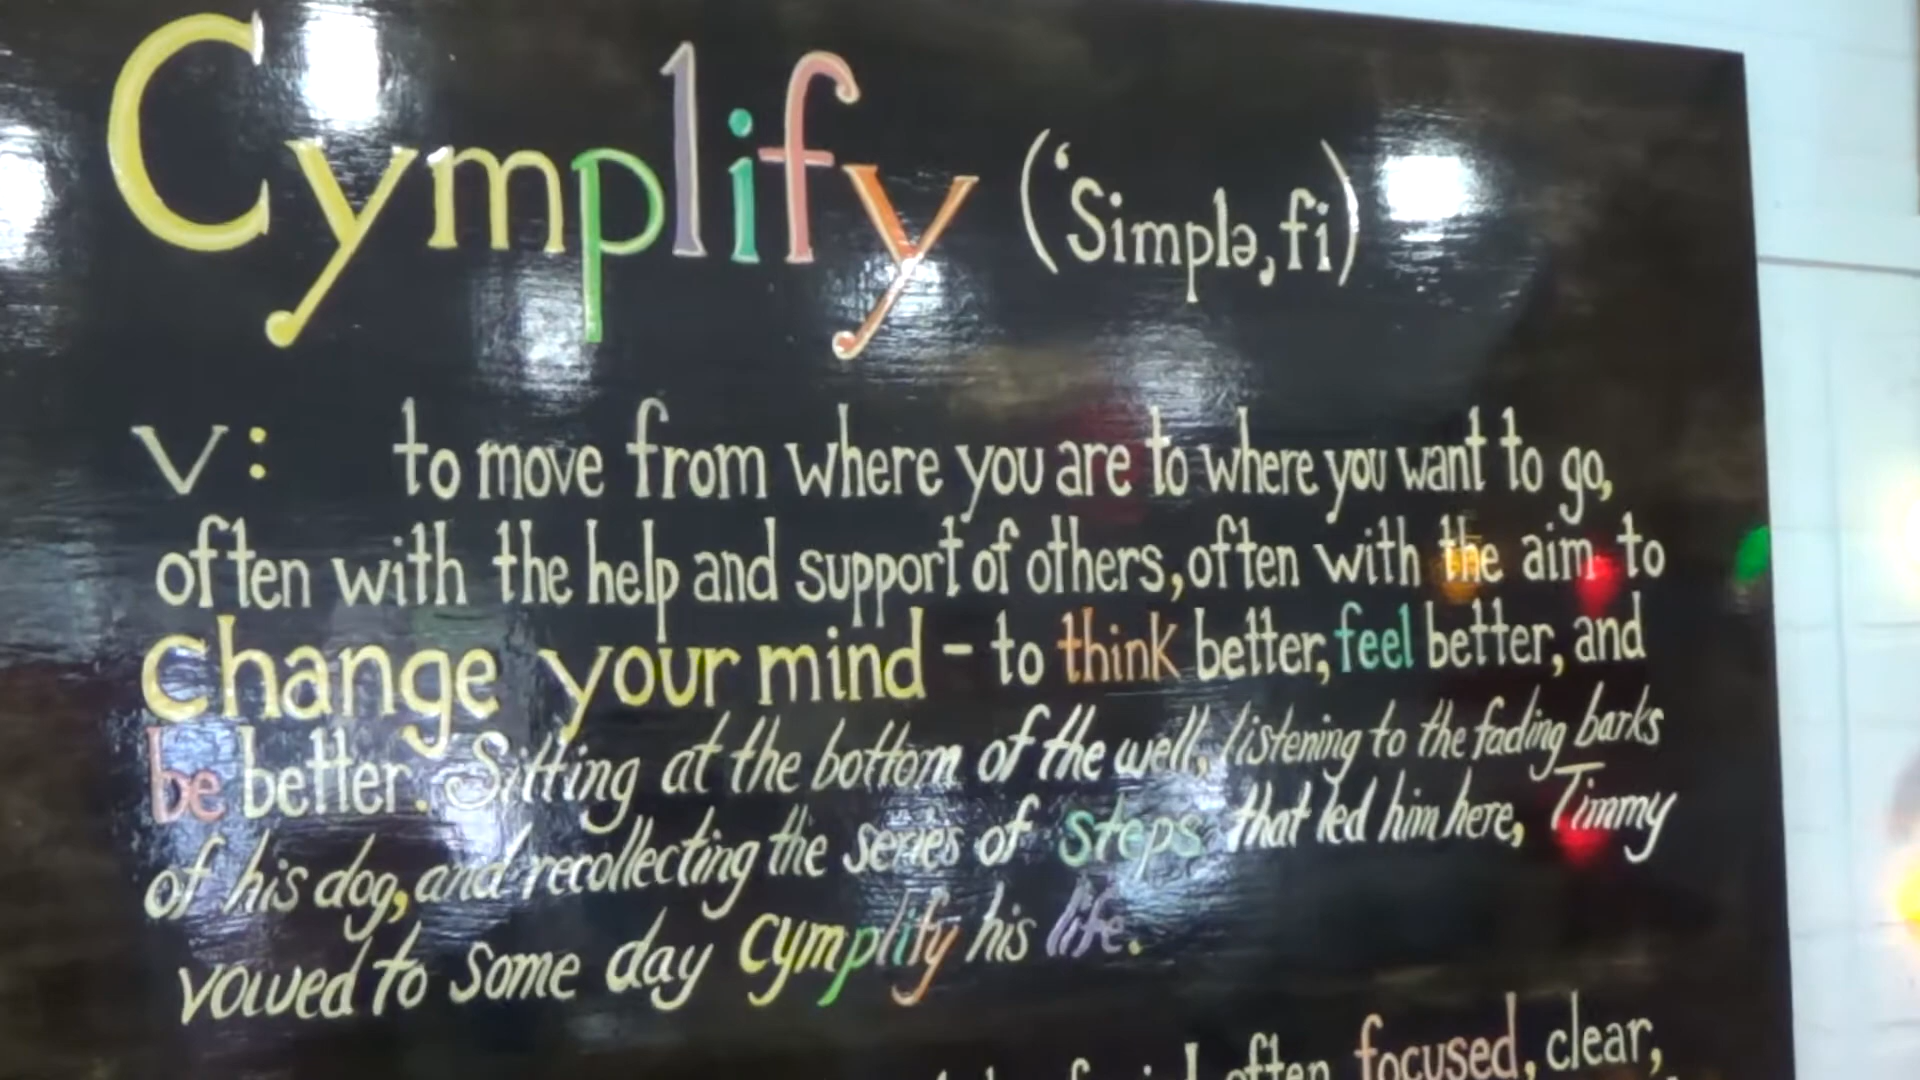 Cymplify (ˈSimplə,fi)
v: to move from where you are to where you want to go,
often with the help and support of others, often with the aim to
change your mind - to think better, feel better, and
be better. Sitting at the bottom of the well, listening to the fading barks
of his dog, and recollecting the series of steps that led him here, Timmy
vowed to some day cymplify his life.
often focused, clear,